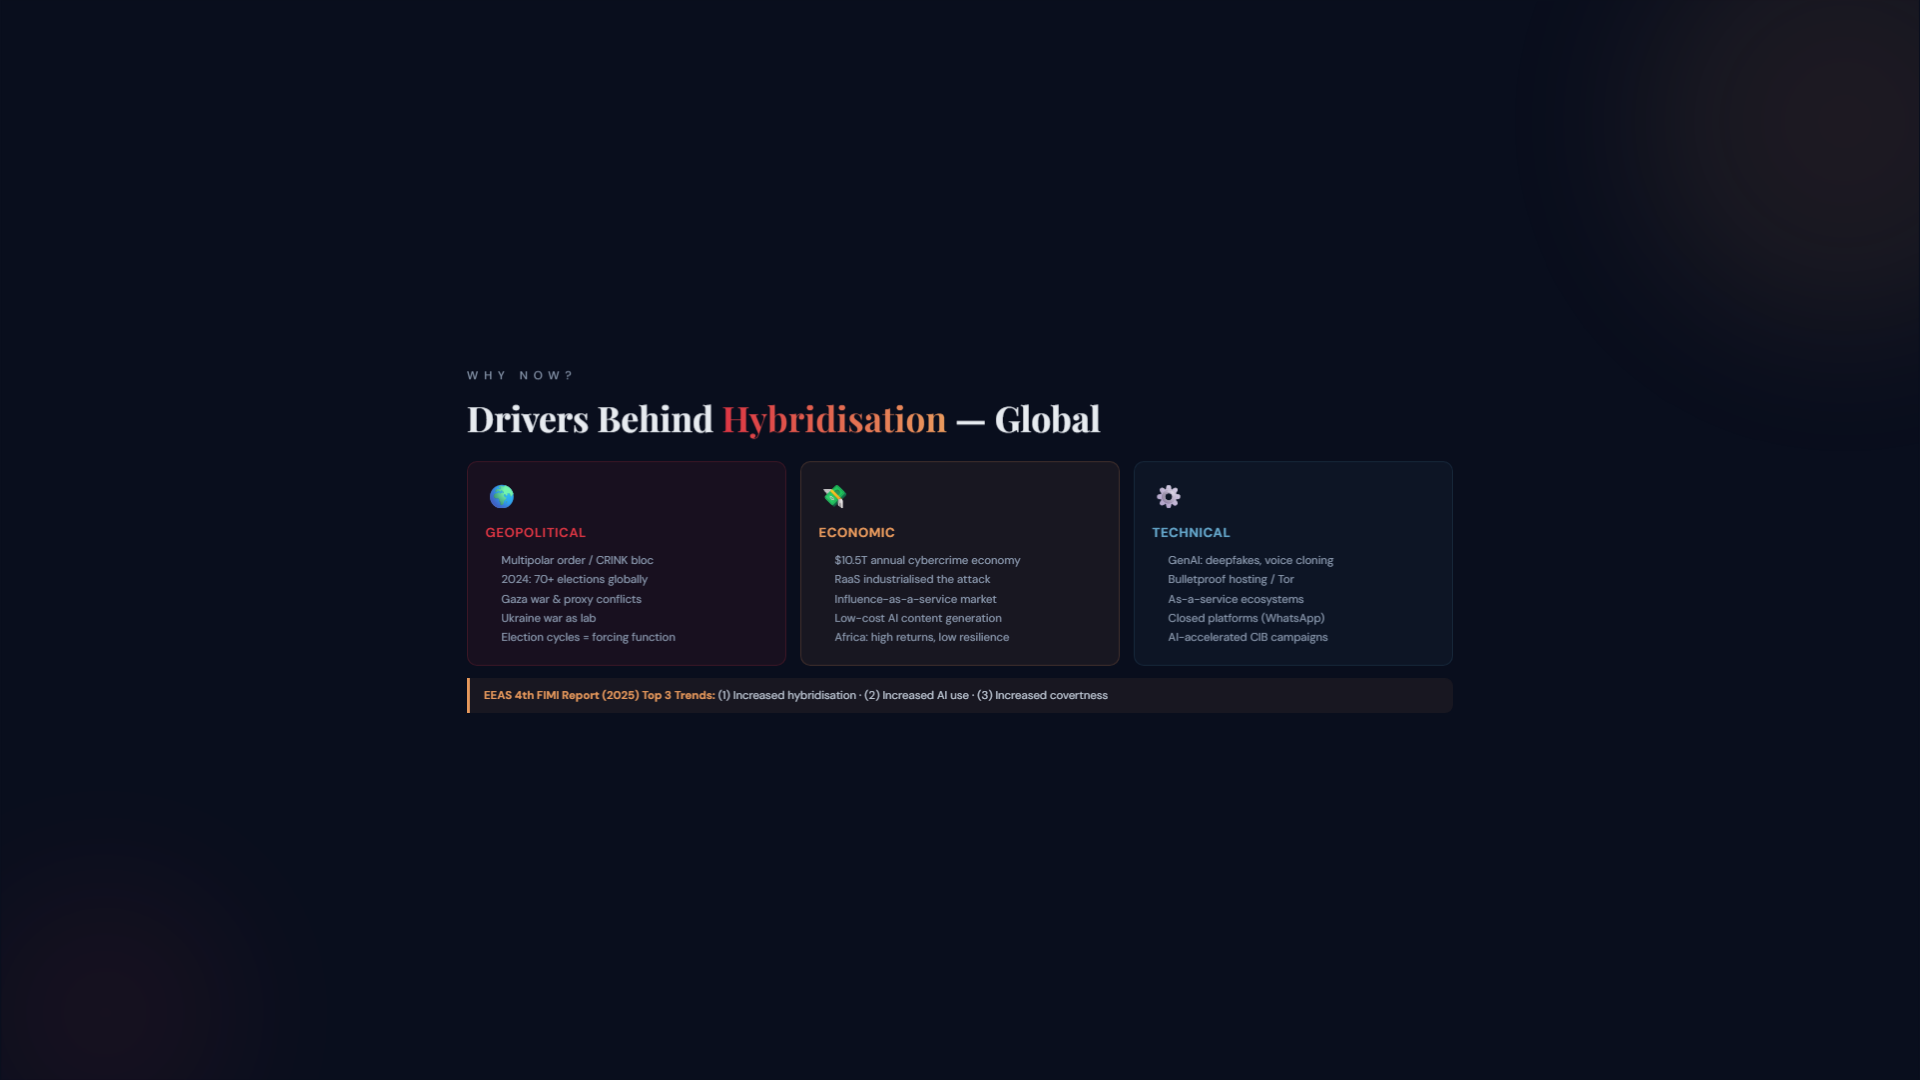 WHY NOW?
Drivers Behind Hybridisation — Global
GEOPOLITICAL
Multipolar order / CRINK bloc
2024: 70+ elections globally
Gaza war & proxy conflicts
Ukraine war as lab
Election cycles = forcing function
ECONOMIC
$10.5T annual cybercrime economy
RaaS industrialised the attack
Influence-as-a-service market
Low-cost AI content generation
Africa: high returns, low resilience
TECHNICAL
GenAI: deepfakes, voice cloning
Bulletproof hosting / Tor
As-a-service ecosystems
Closed platforms (WhatsApp)
AI-accelerated CIB campaigns
EEAS 4th FIMI Report (2025) Top 3 Trends: (1) Increased hybridisation · (2) Increased AI use · (3) Increased covertness